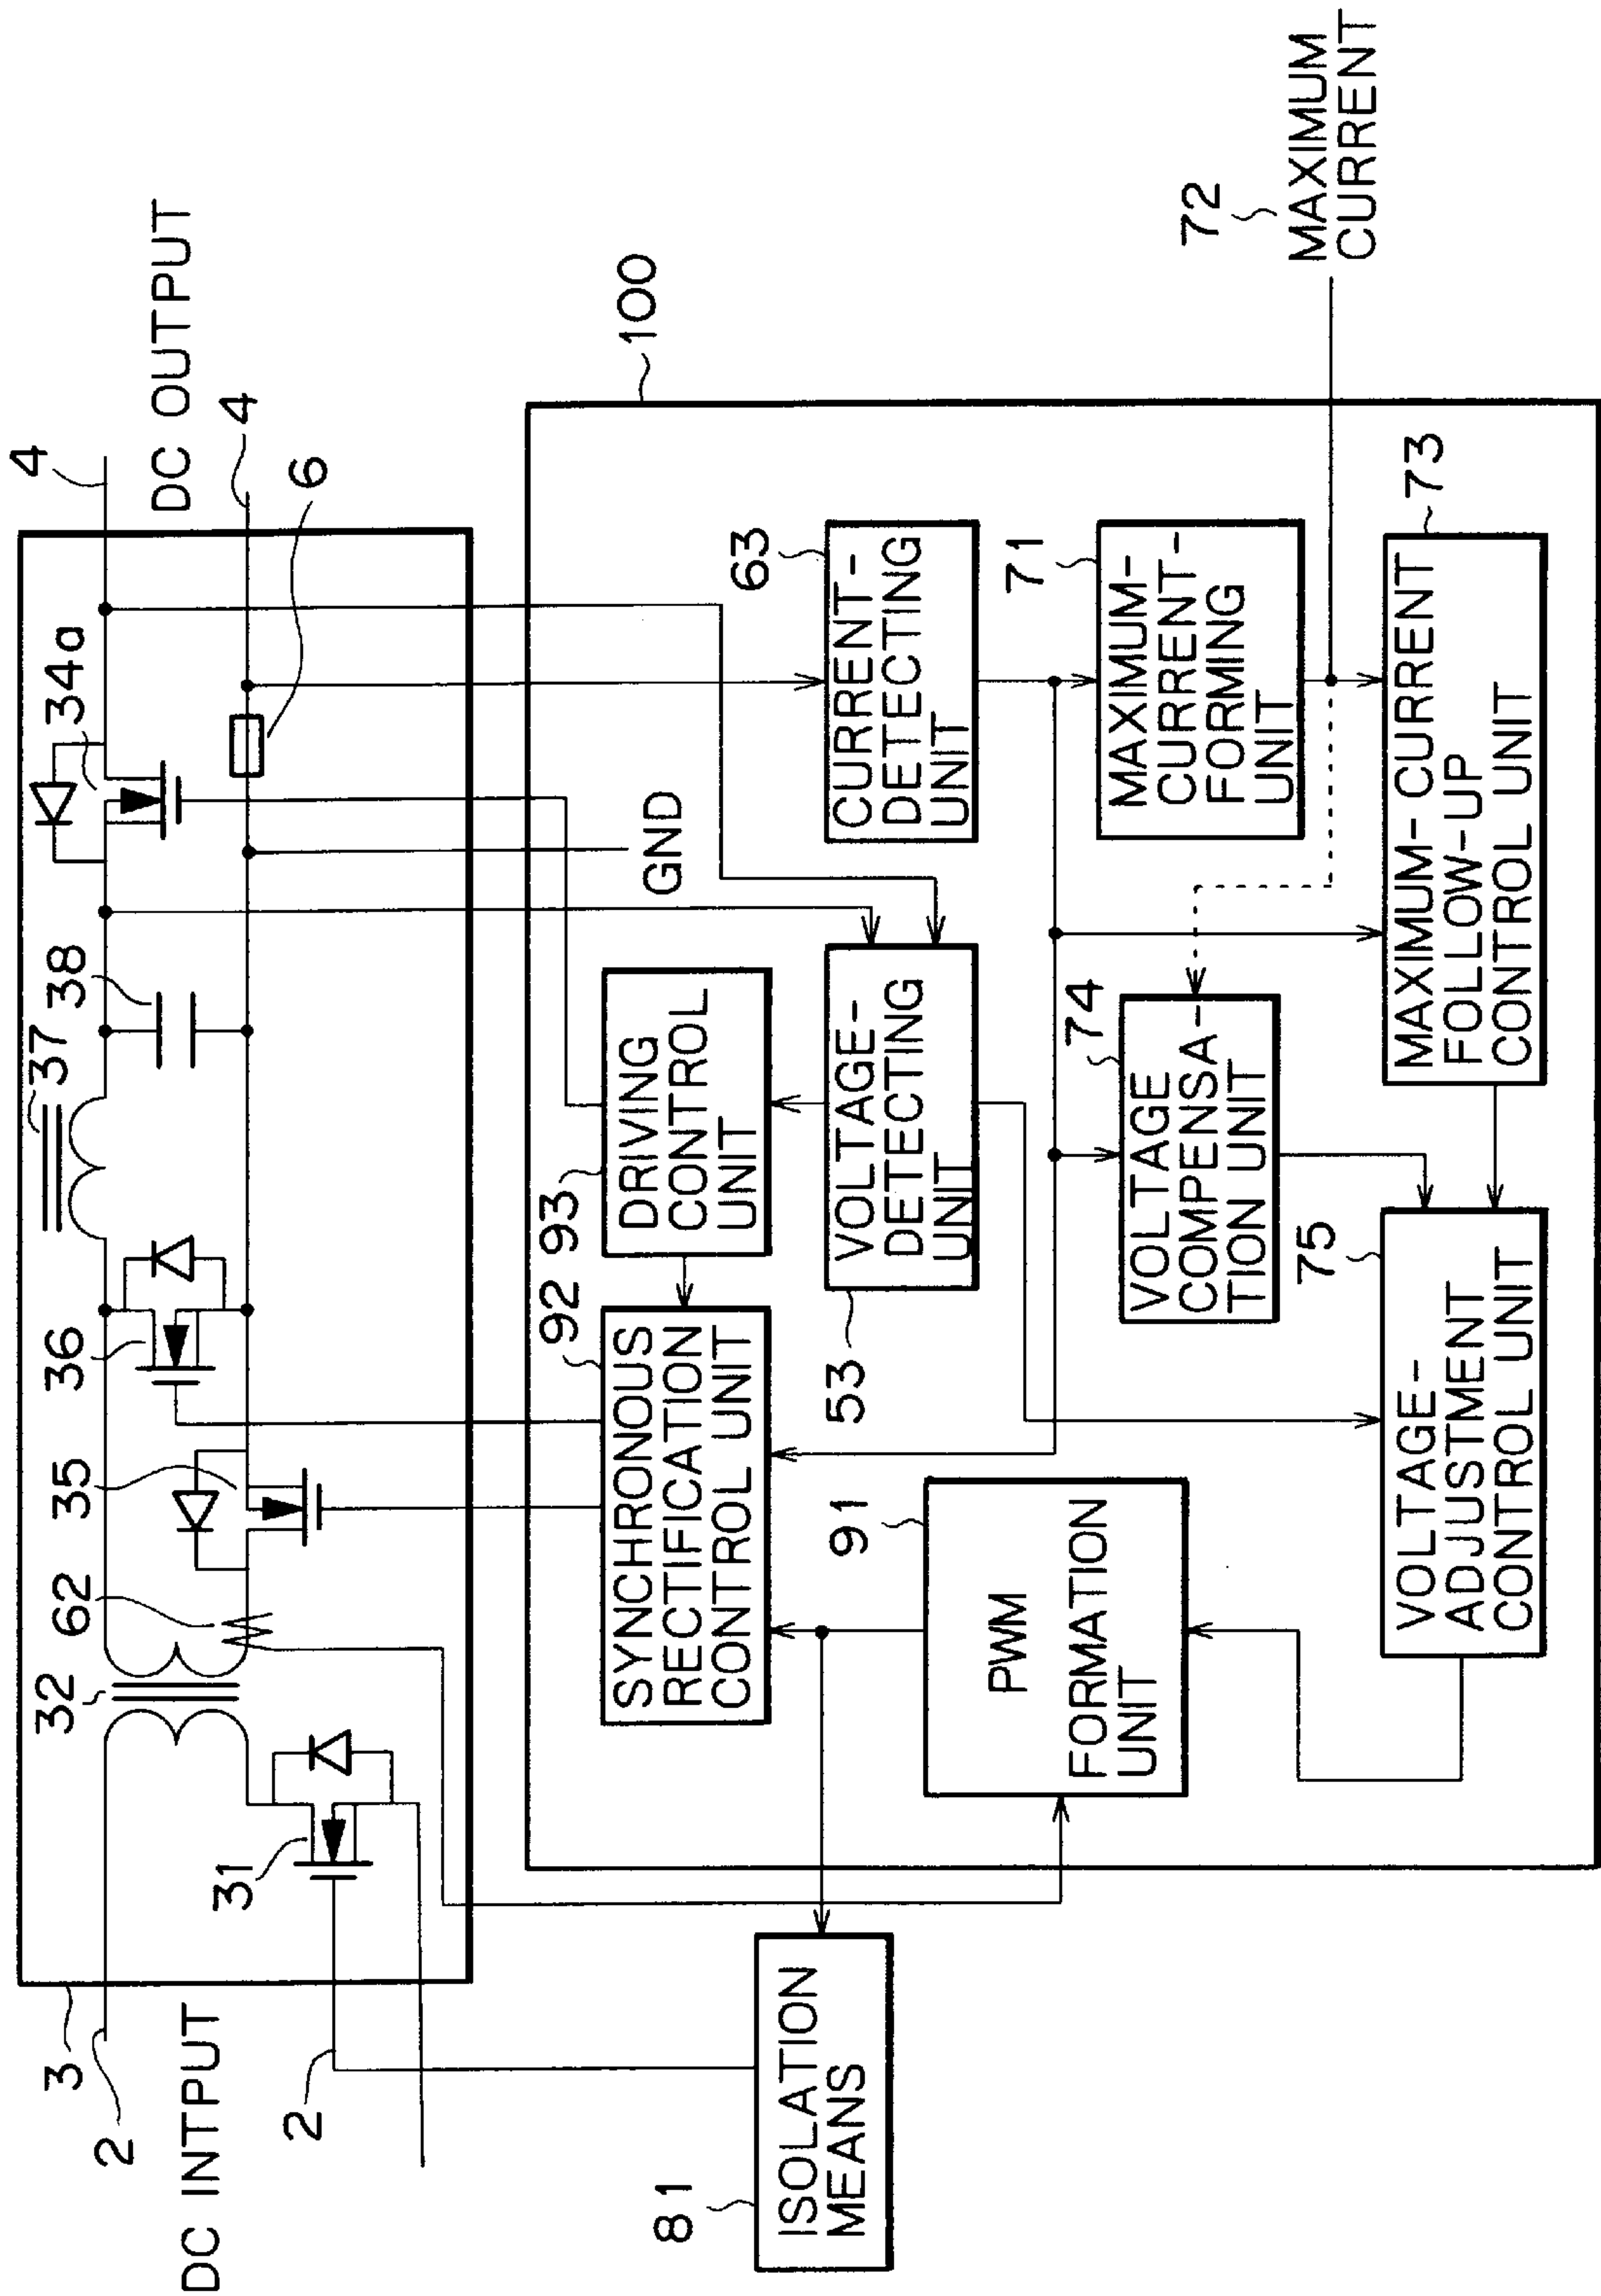 3
2
DC INTPUT
2
31
32
62
35
36
37
38
34a
4
DC OUTPUT
4
6
GND
100
81
ISOLATION
MEANS
92
SYNCHRONOUS
RECTIFICATION
CONTROL UNIT
93
DRIVING
CONTROL
UNIT
53
VOLTAGE-
DETECTING
UNIT
63
CURRENT-
DETECTING
UNIT
91
PWM
FORMATION
UNIT
74
VOLTAGE
COMPENSA-
TION UNIT
71
MAXIMUM-
CURRENT-
FORMING
UNIT
72
MAXIMUM
CURRENT
75
VOLTAGE-
ADJUSTMENT
CONTROL UNIT
73
MAXIMUM-CURRENT
FOLLOW-UP
CONTROL UNIT